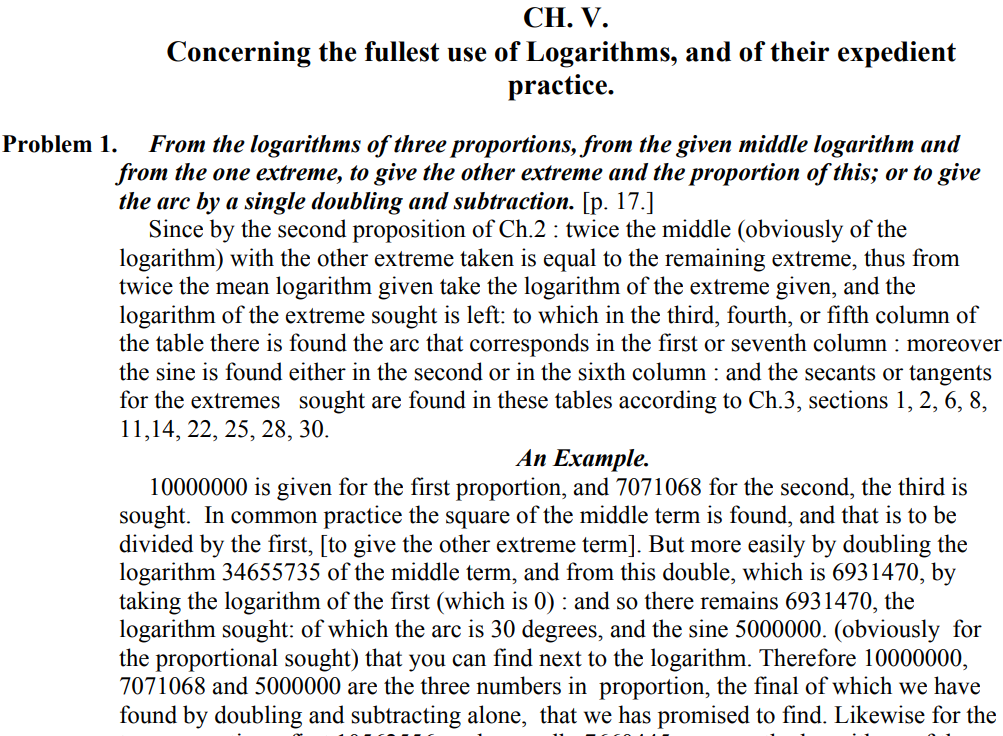 CH. V.
Concerning the fullest use of Logarithms, and of their expedient
practice.
Problem 1. From the logarithms of three proportions, from the given middle logarithm and
from the one extreme, to give the other extreme and the proportion of this; or to give
the arc by a single doubling and subtraction. [p. 17.]
Since by the second proposition of Ch.2 : twice the middle (obviously of the
logarithm) with the other extreme taken is equal to the remaining extreme, thus from
twice the mean logarithm given take the logarithm of the extreme given, and the
logarithm of the extreme sought is left: to which in the third, fourth, or fifth column of
the table there is found the arc that corresponds in the first or seventh column : moreover
the sine is found either in the second or in the sixth column : and the secants or tangents
for the extremes sought are found in these tables according to Ch.3, sections 1, 2, 6, 8,
11,14, 22, 25, 28, 30.
An Example.
10000000 is given for the first proportion, and 7071068 for the second, the third is
sought. In common practice the square of the middle term is found, and that is to be
divided by the first, [to give the other extreme term]. But more easily by doubling the
logarithm 34655735 of the middle term, and from this double, which is 6931470, by
taking the logarithm of the first (which is 0) : and so there remains 6931470, the
logarithm sought: of which the arc is 30 degrees, and the sine 5000000. (obviously for
the proportional sought) that you can find next to the logarithm. Therefore 10000000,
7071068 and 5000000 are the three numbers in proportion, the final of which we have
found by doubling and subtracting alone, that we has promised to find. Likewise for the